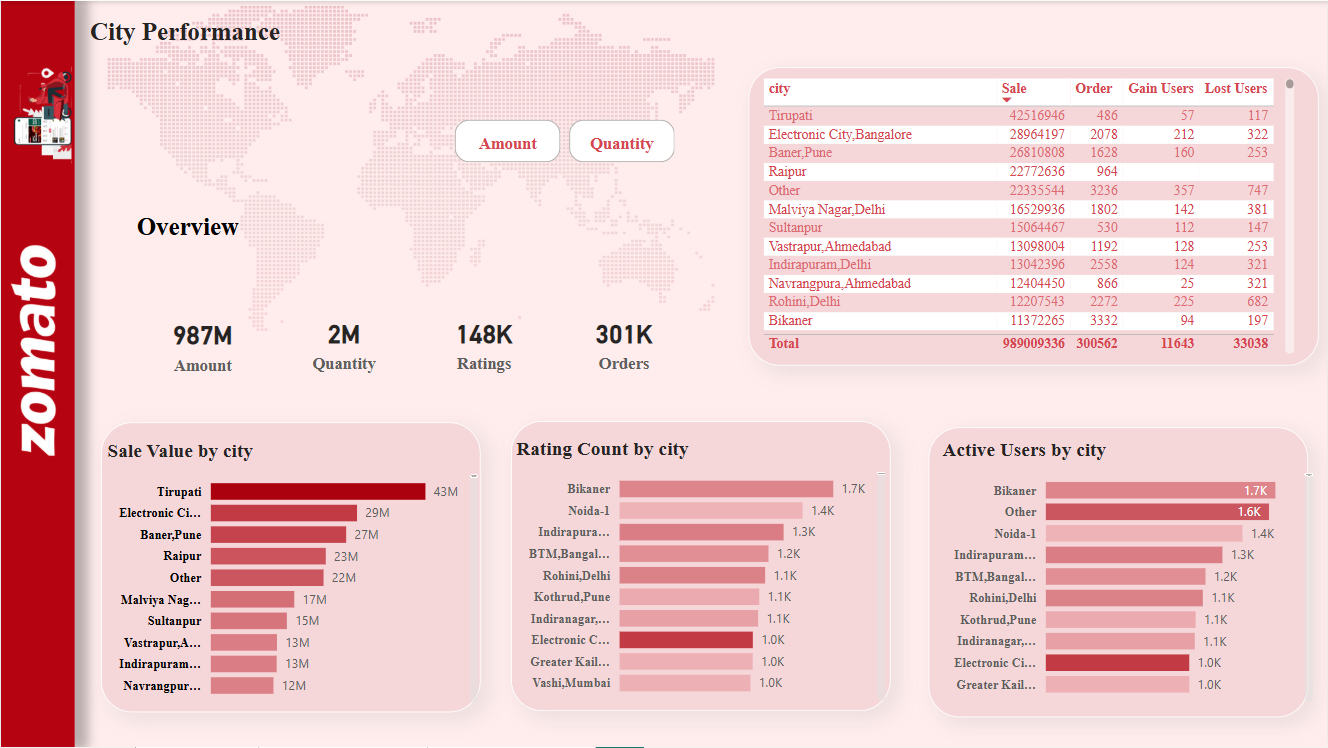 zomato
City Performance
Amount Quantity
Overview
987M 2M 148K 301K
Amount Quantity Ratings Orders
city Sale Order Gain Users Lost Users
Tirupati 42516946 486 57 117
Electronic City,Bangalore 28964197 2078 212 322
Baner,Pune 26810808 1628 160 253
Raipur 22772636 964
Other 22335544 3236 357 747
Malviya Nagar,Delhi 16529936 1802 142 381
Sultanpur 15064467 530 112 147
Vastrapur,Ahmedabad 13098004 1192 128 253
Indirapuram,Delhi 13042396 2558 124 321
Navrangpura,Ahmedabad 12404450 866 25 321
Rohini,Delhi 12207543 2272 225 682
Bikaner 11372265 3332 94 197
Total 989009336 300562 11643 33038
Sale Value by city
Tirupati 43M
Electronic Ci... 29M
Baner,Pune 27M
Raipur 23M
Other 22M
Malviya Nag... 17M
Sultanpur 15M
Vastrapur,A... 13M
Indirapuram... 13M
Navrangpur... 12M
Rating Count by city
Bikaner 1.7K
Noida-1 1.4K
Indirapura... 1.3K
BTM,Bangal... 1.2K
Rohini,Delhi 1.1K
Kothrud,Pune 1.1K
Indiranagar,... 1.1K
Electronic C... 1.0K
Greater Kail... 1.0K
Vashi,Mumbai 1.0K
Active Users by city
Bikaner 1.7K
Other 1.6K
Noida-1 1.4K
Indirapuram... 1.3K
BTM,Bangal... 1.2K
Rohini,Delhi 1.1K
Kothrud,Pune 1.1K
Indiranagar,... 1.1K
Electronic Ci... 1.0K
Greater Kail... 1.0K